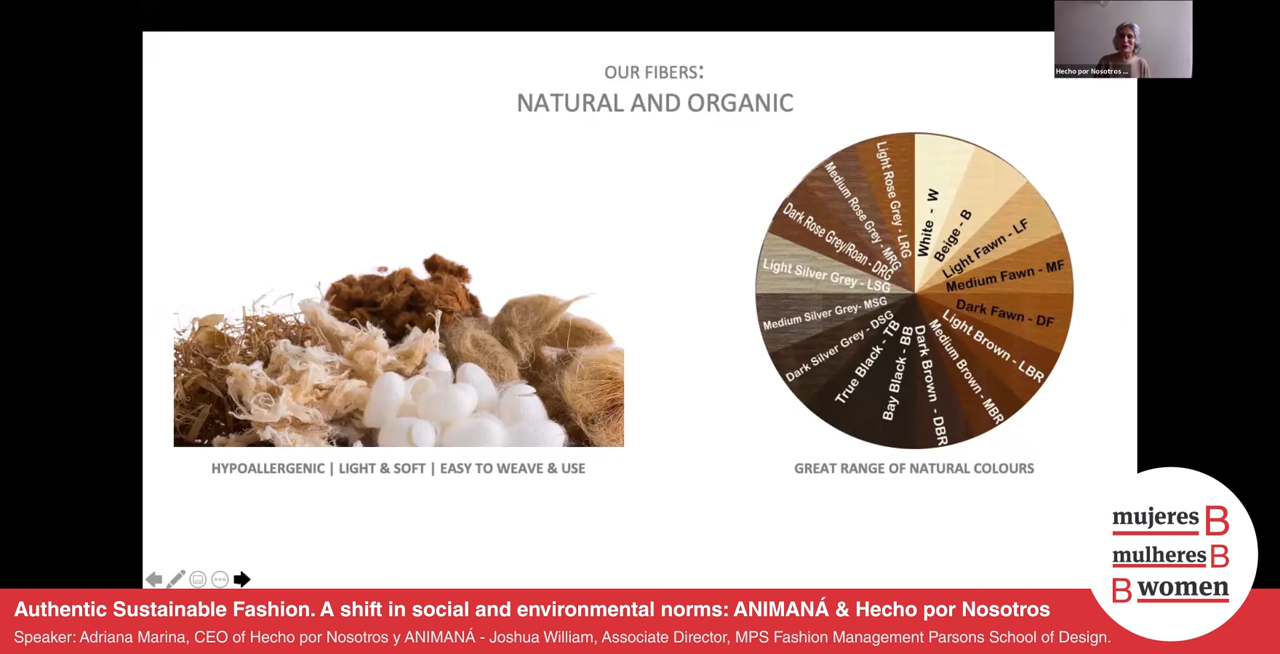 Hecho por Nosotros ...
OUR FIBERS:
NATURAL AND ORGANIC
White - W
Beige - B
Light Fawn - LF
Medium Fawn - MF
Dark Fawn - DF
Light Brown - LBR
Medium Brown - MBR
Dark Brown - DBR
Bay Black - BB
True Black - TB
Dark Silver Grey - DSG
Medium Silver Grey- MSG
Light Silver Grey - LSG
Dark Rose Grey/Roan - DRG
Medium Rose Grey - MRG
Light Rose Grey - LRG
HYPOALLERGENIC | LIGHT & SOFT | EASY TO WEAVE & USE
GREAT RANGE OF NATURAL COLOURS
mujeres B
mulheres B
B women
Authentic Sustainable Fashion. A shift in social and environmental norms: ANIMANÁ & Hecho por Nosotros
Speaker: Adriana Marina, CEO of Hecho por Nosotros y ANIMANÁ - Joshua William, Associate Director, MPS Fashion Management Parsons School of Design.